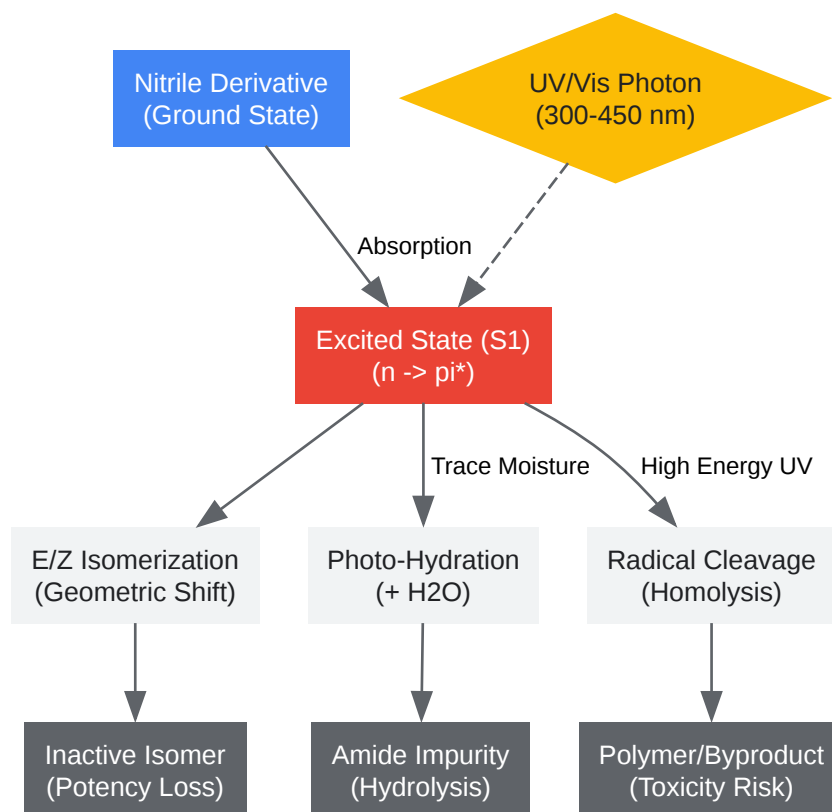 Nitrile Derivative
(Ground State)
UV/Vis Photon
(300-450 nm)
Absorption
Excited State (S1)
(n -> pi*)
Trace Moisture
High Energy UV
E/Z Isomerization
(Geometric Shift)
Photo-Hydration
(+ H2O)
Radical Cleavage
(Homolysis)
Inactive Isomer
(Potency Loss)
Amide Impurity
(Hydrolysis)
Polymer/Byproduct
(Toxicity Risk)